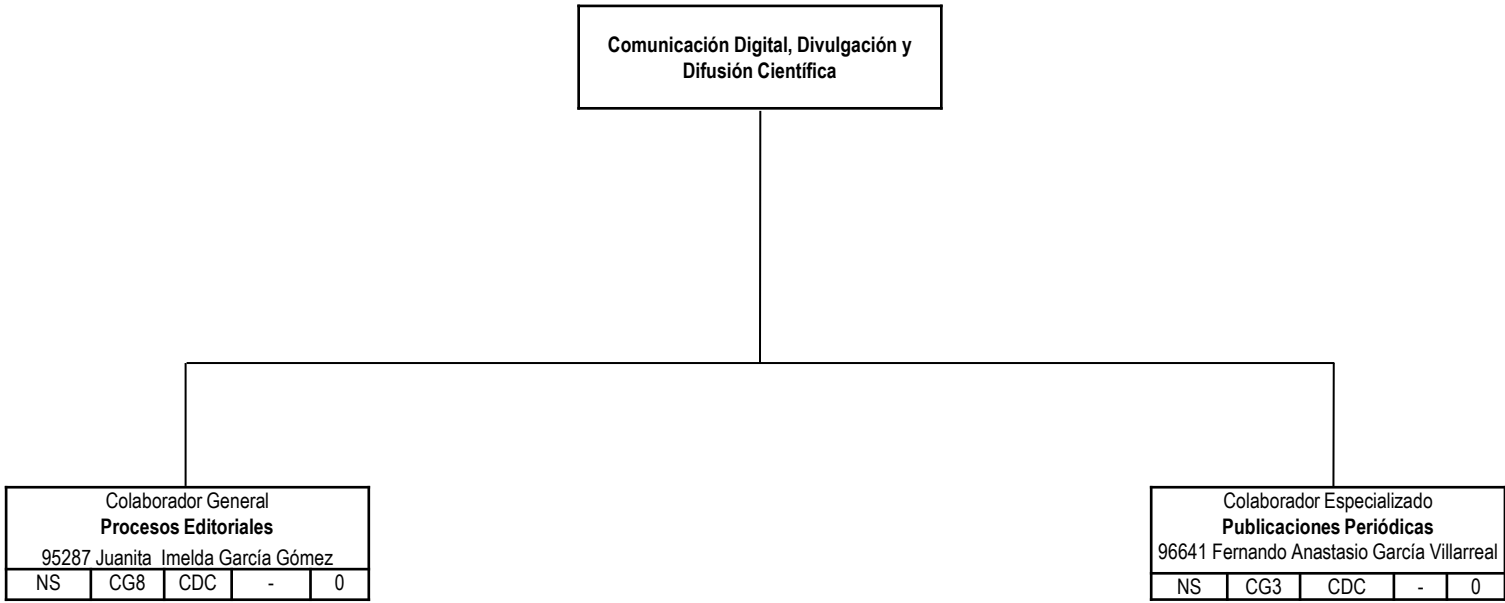 Comunicación Digital, Divulgación y
Difusión Científica
Colaborador General
Procesos Editoriales
95287 Juanita Imelda García Gómez
NS CG8 CDC - 0
Colaborador Especializado
Publicaciones Periódicas
96641 Fernando Anastasio García Villarreal
NS CG3 CDC - 0